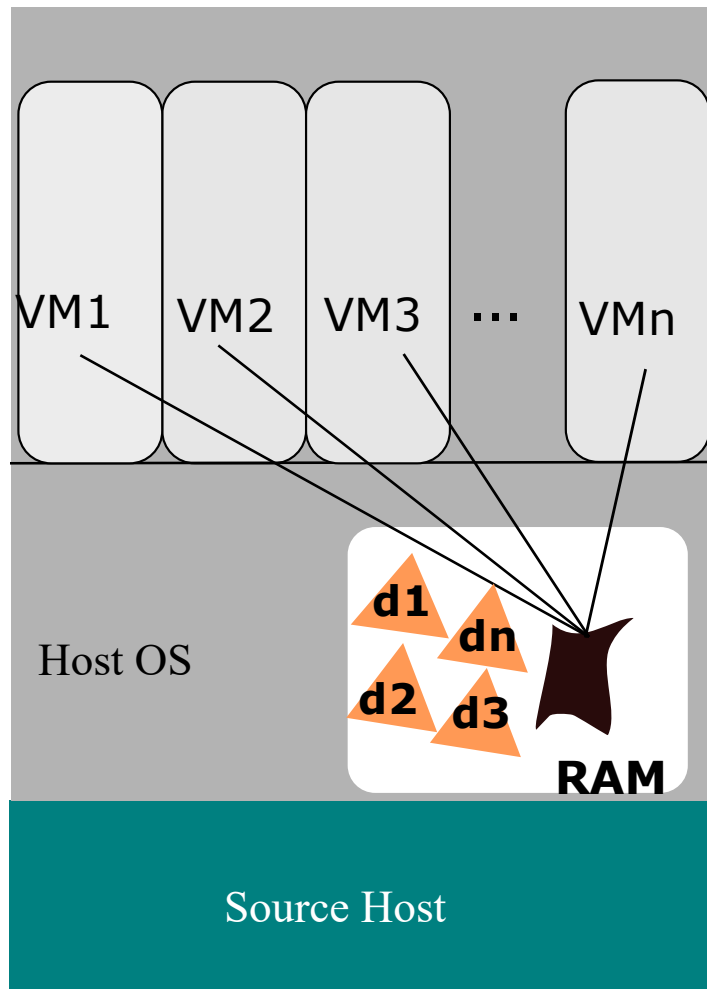 VM1 VM2 VM3 ... VMn
d1
dn
Host OS
d2
d3
RAM
Source Host